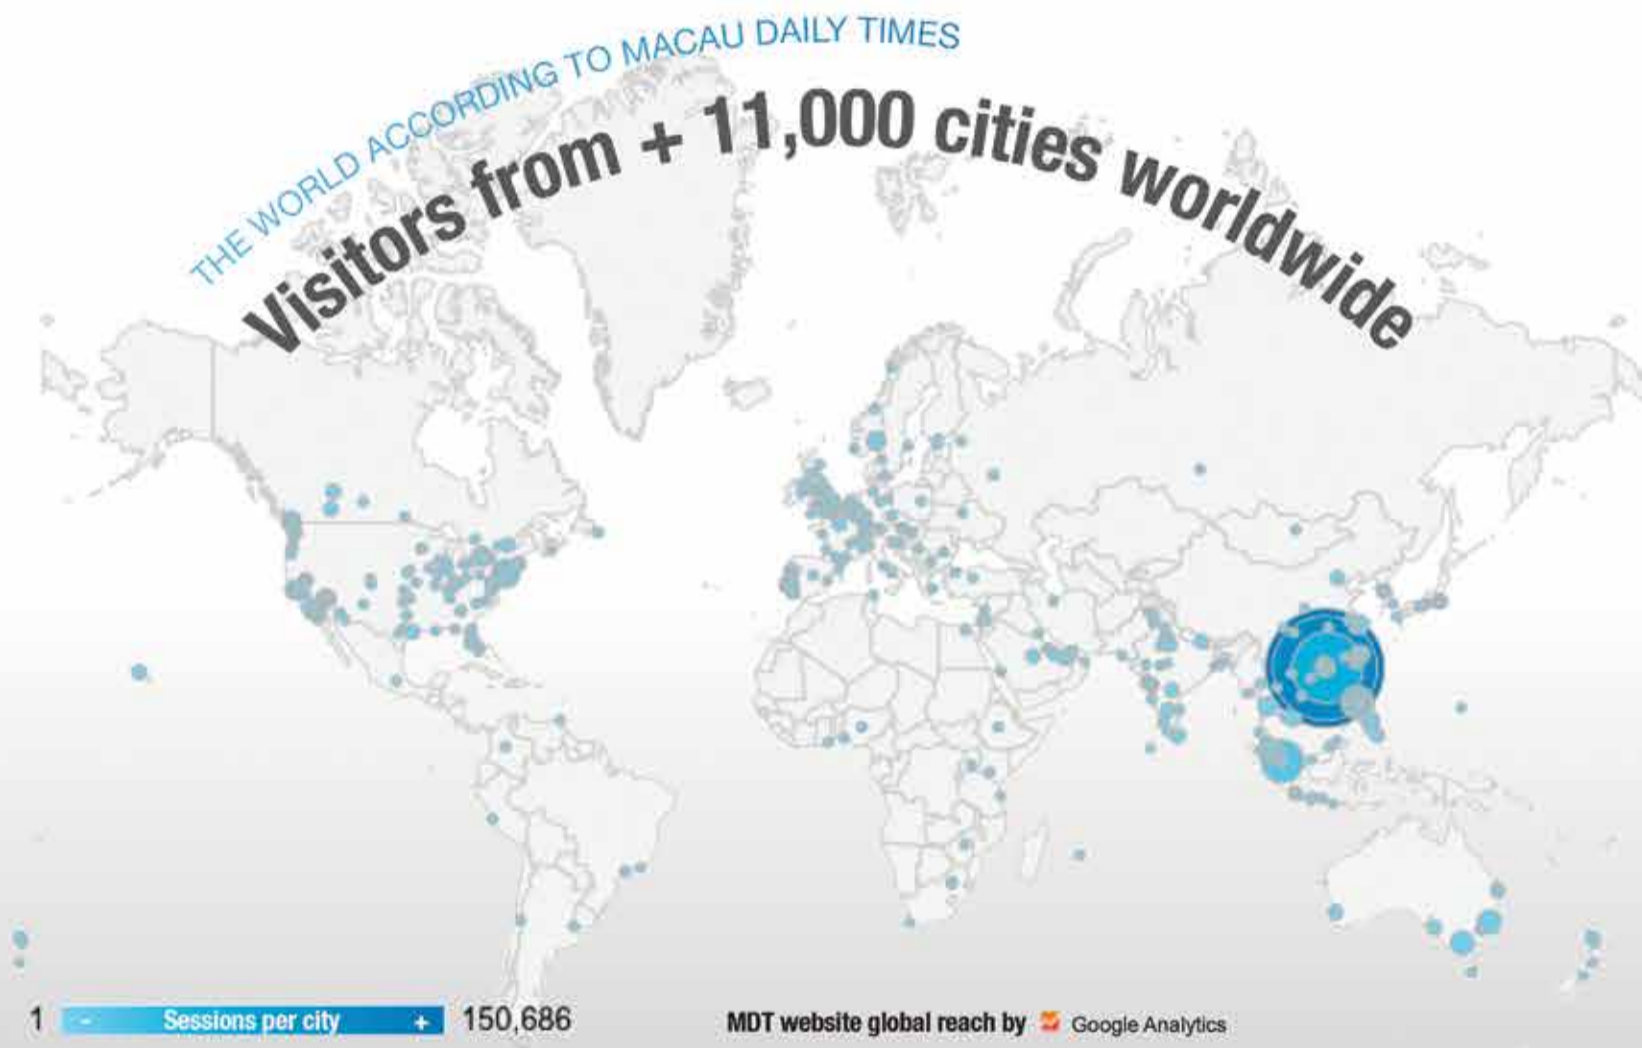 THE WORLD ACCORDING TO MACAU DAILY TIMES
Visitors from + 11,000 cities worldwide
1 - Sessions per city + 150,686
MDT website global reach by Google Analytics